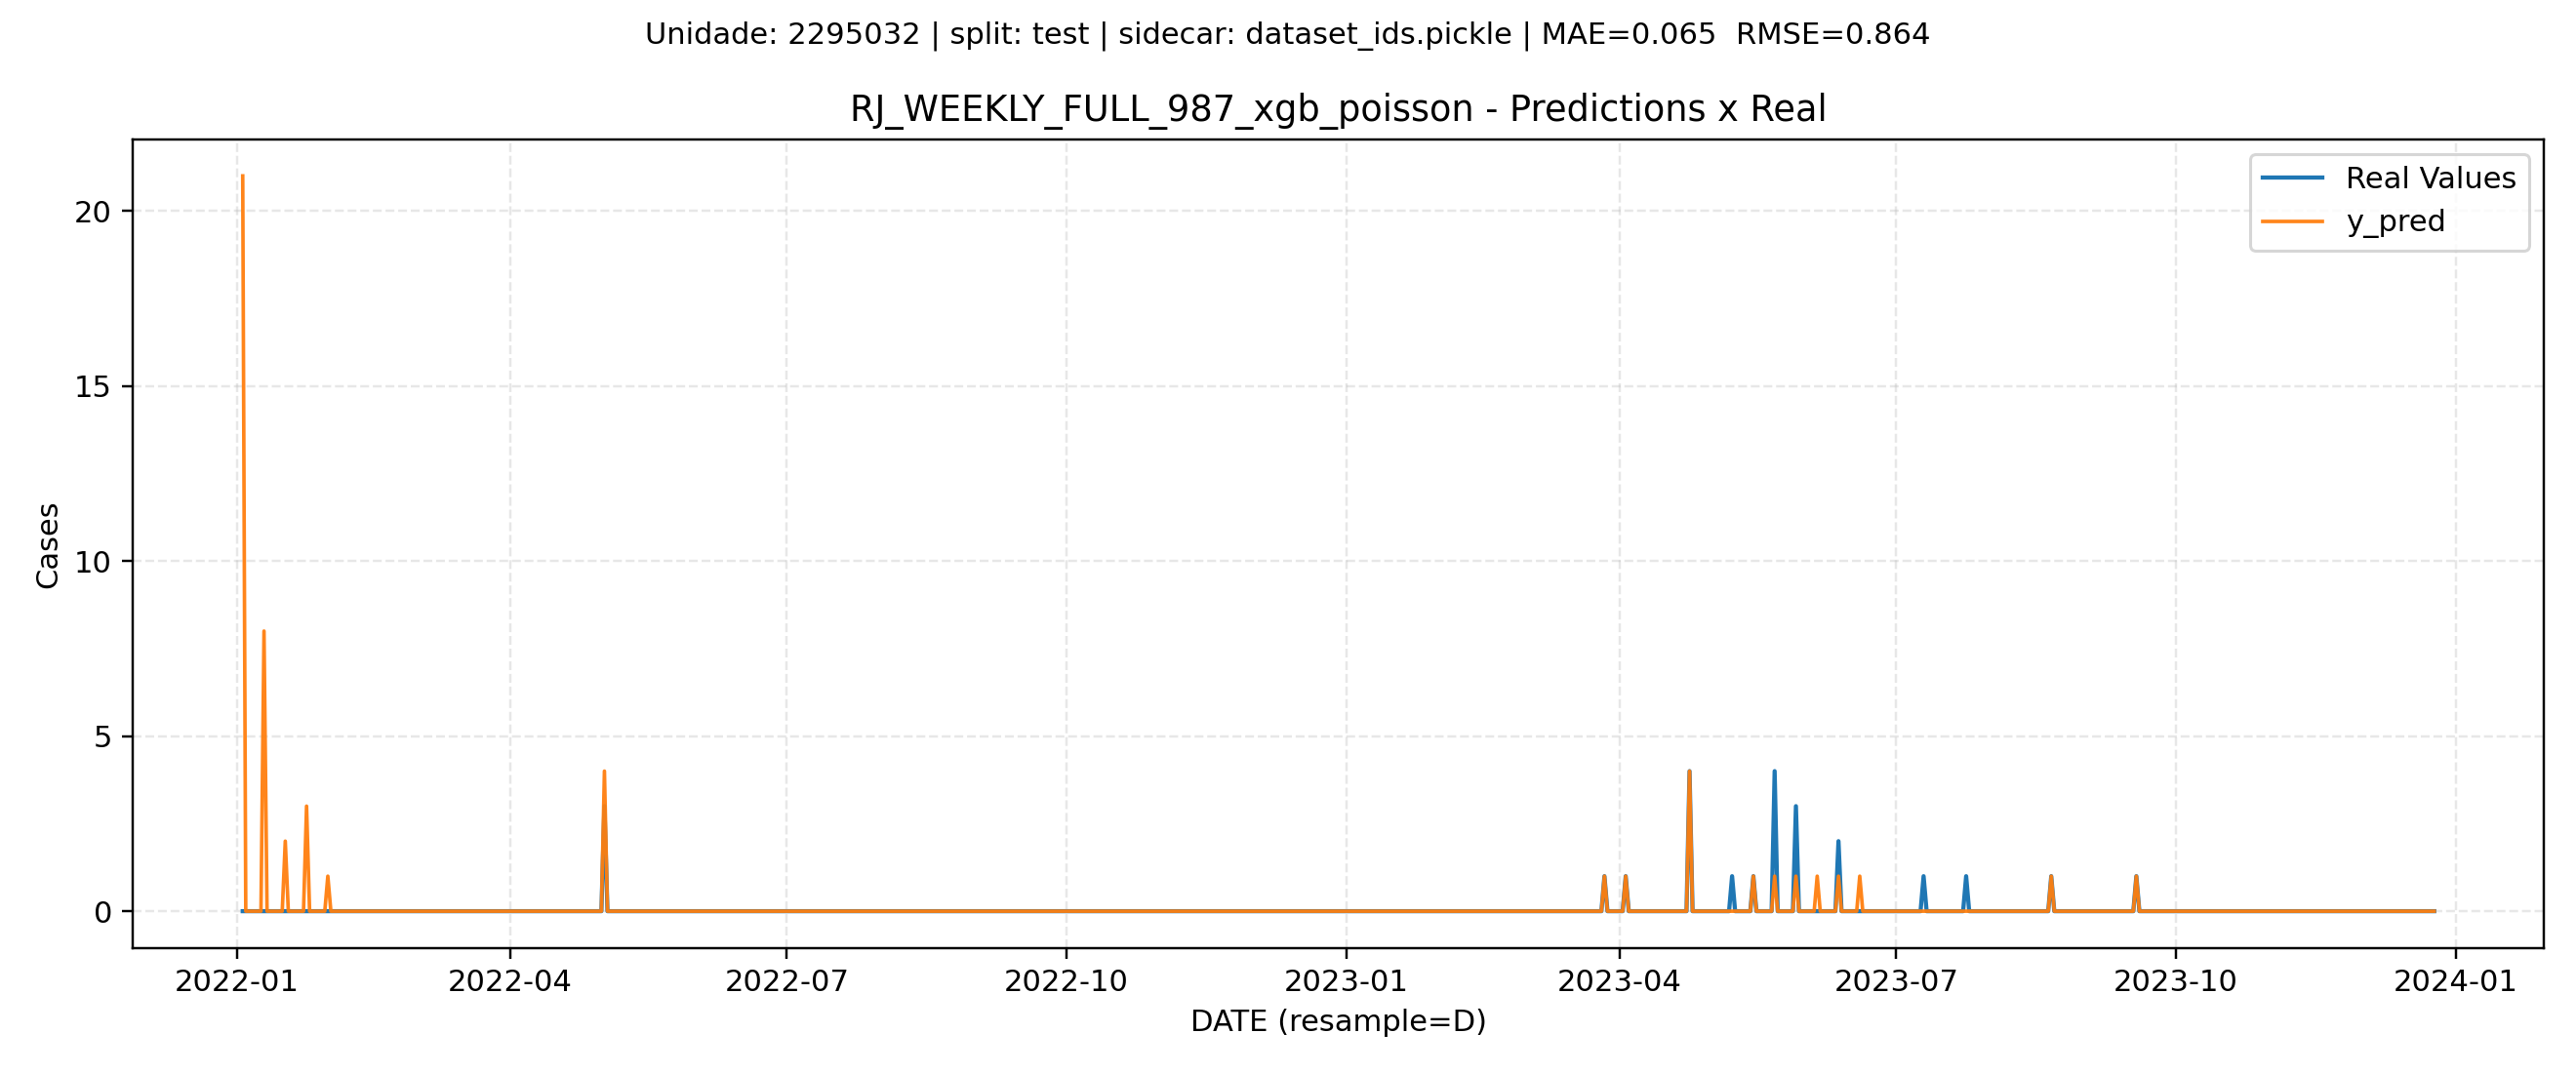 Unidade: 2295032 | split: test | sidecar: dataset_ids.pickle | MAE=0.065  RMSE=0.864
RJ_WEEKLY_FULL_987_xgb_poisson - Predictions x Real
Real Values
y_pred
Cases
20
15
10
5
0
2022-01
2022-04
2022-07
2022-10
2023-01
2023-04
2023-07
2023-10
2024-01
DATE (resample=D)